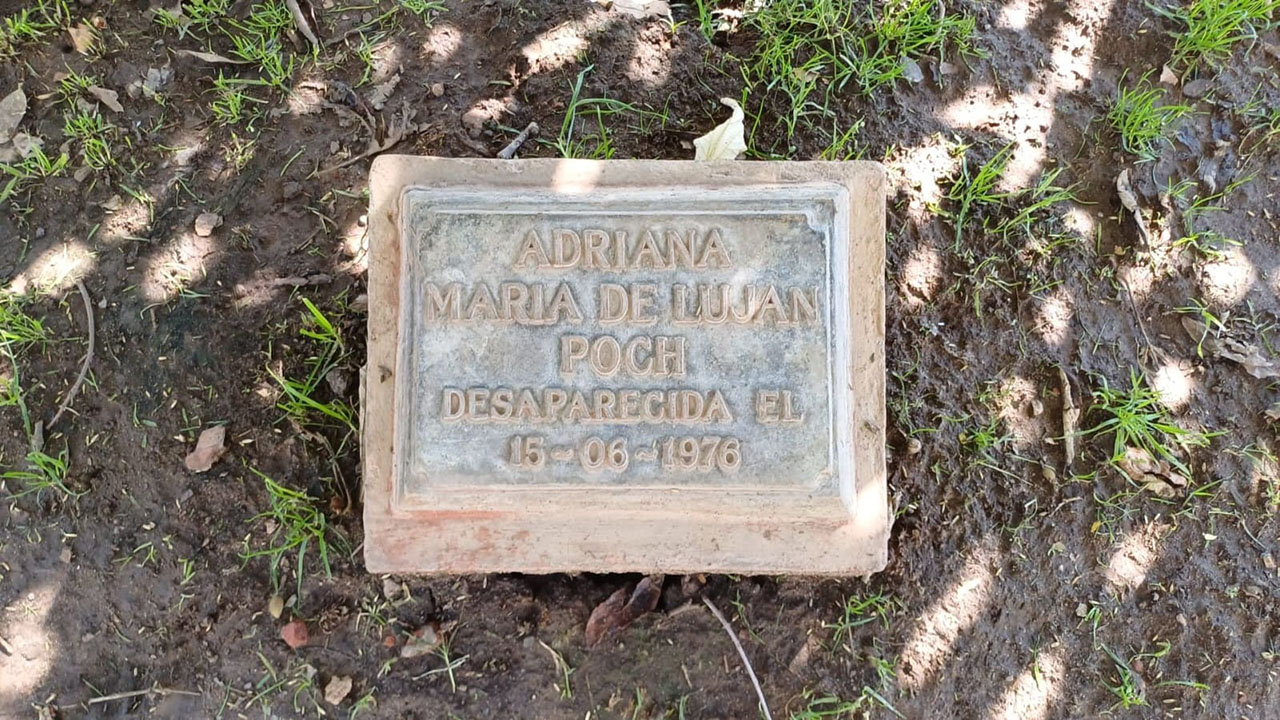 ADRIANA
MARIA DE LUJAN
POCH
DESAPARECIDA EL
15-06-1976